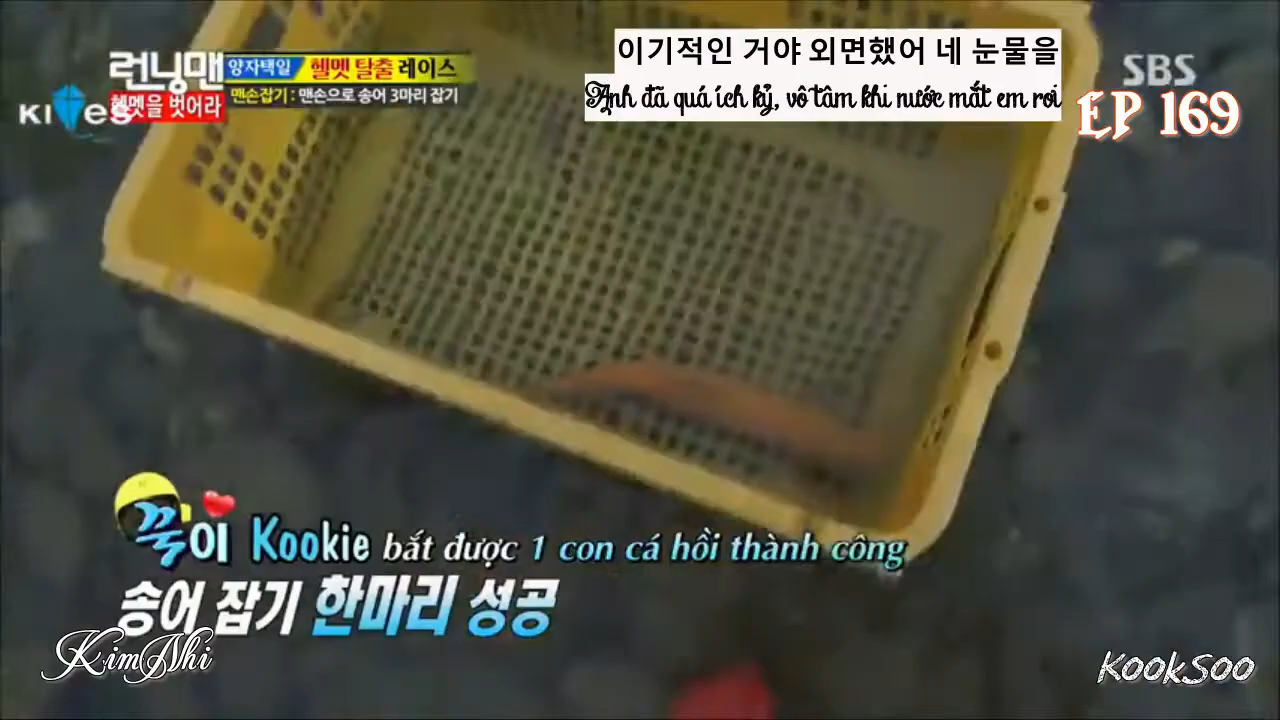 런닝맨 양자택일 헬멧 탈출 레이스
헬멧을 벗어라 맨손잡기 : 맨손으로 송어 3마리 잡기
KITES
이기적인 거야 외면했어 네 눈물을
Anh đã quá ích kỷ, vô tâm khi nước mắt em rơi
SBS
EP 169
꾹이 Kookie bắt được 1 con cá hồi thành công
송어 잡기 한마리 성공
KimNhi
KookSoo